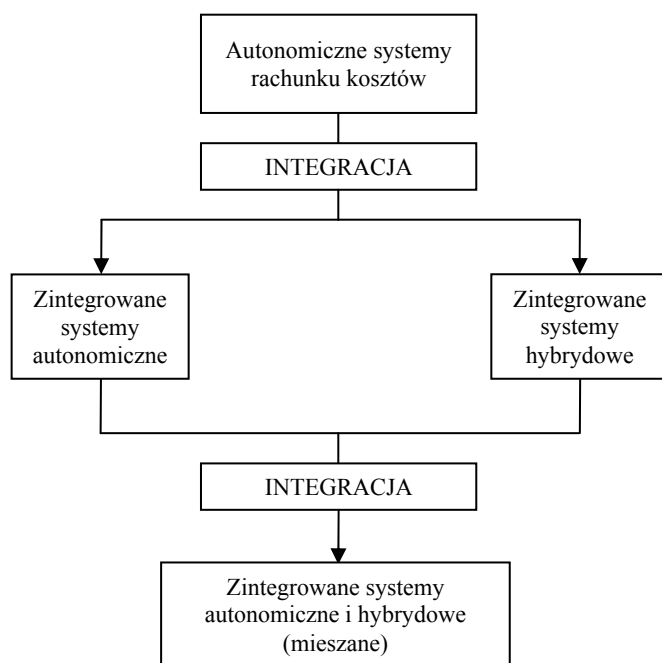 Autonomiczne systemy
rachunku kosztów
INTEGRACJA
Zintegrowane
systemy
autonomiczne
Zintegrowane
systemy
hybrydowe
INTEGRACJA
Zintegrowane systemy
autonomiczne i hybrydowe
(mieszane)